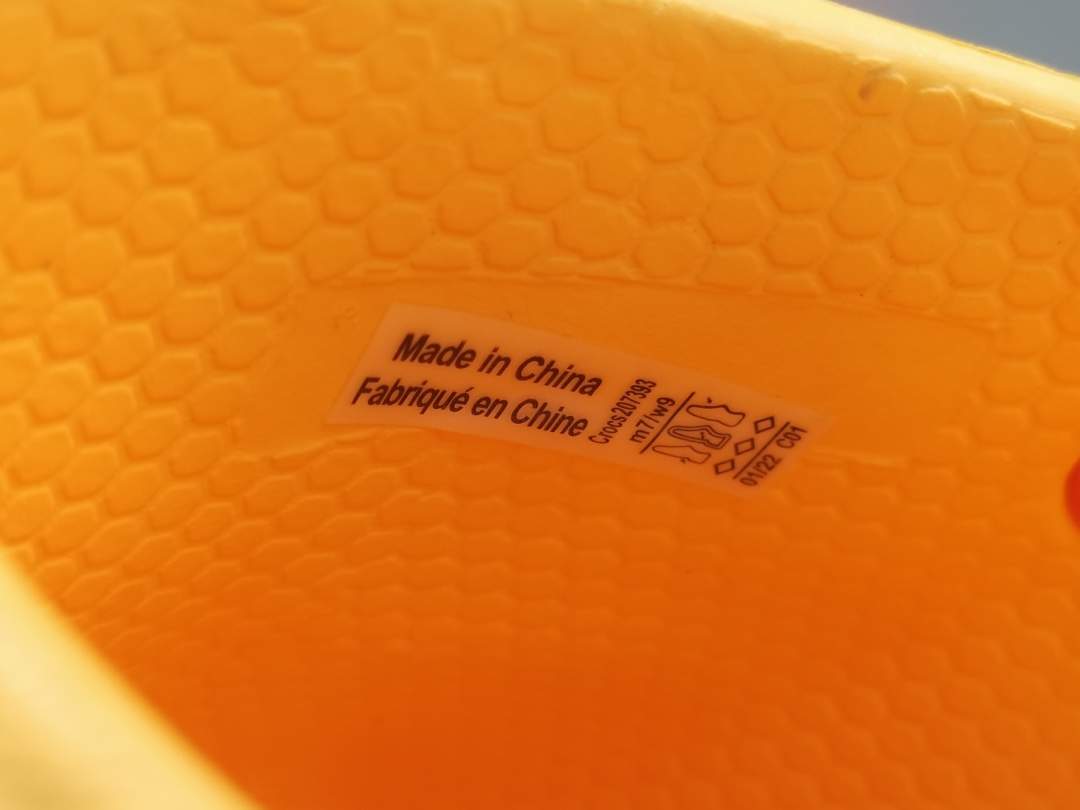 Made in China
Fabriqué en Chine
Crocs207393
m7/w9
01/22 C01